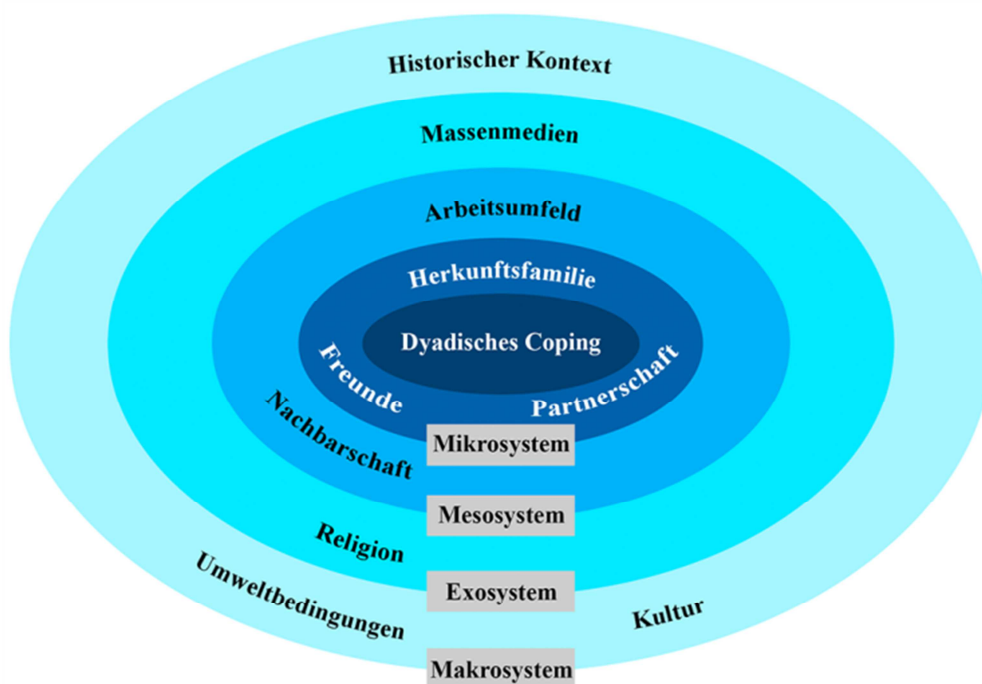 Historischer Kontext
Massenmedien
Arbeitsumfeld
Herkunftsfamilie
Dyadisches Coping
Freunde
Partnerschaft
Nachbarschaft
Mikrosystem
Mesosystem
Religion
Umweltbedingungen
Exosystem
Kultur
Makrosystem